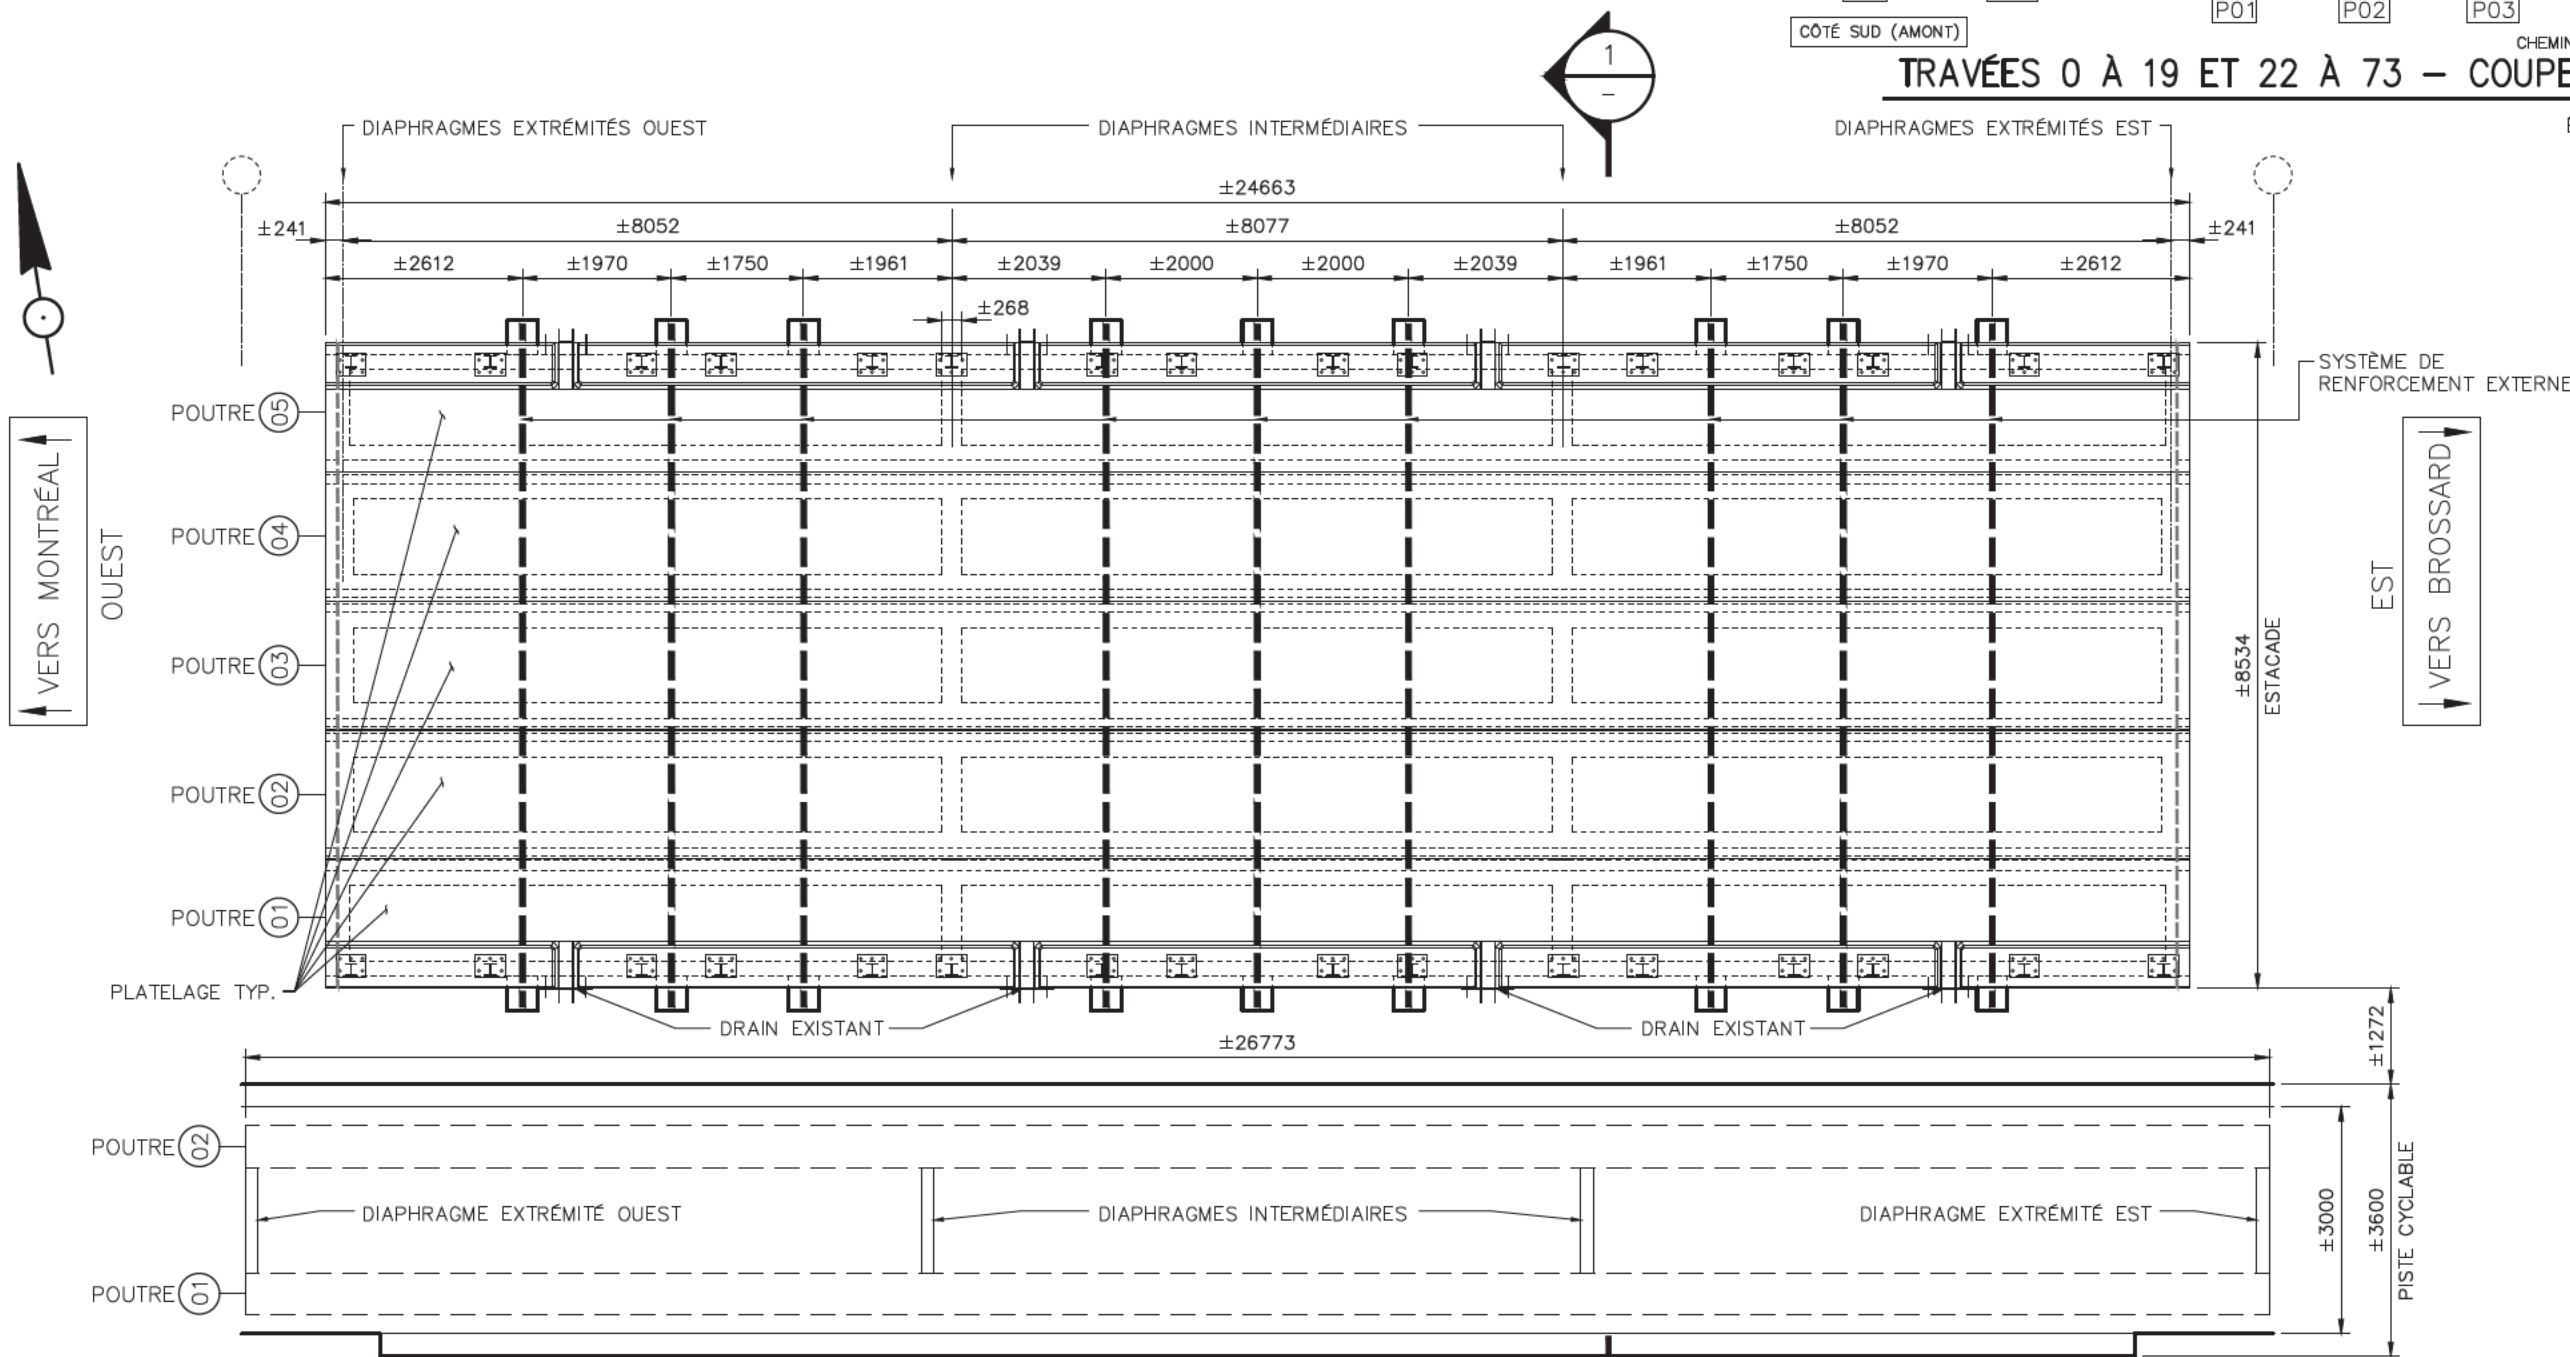 P01
P02
P03
CÔTÉ SUD (AMONT)
CHEMIN
TRAVÉES 0 À 19 ET 22 À 73 – COUPE
DIAPHRAGMES EXTRÉMITÉS OUEST
DIAPHRAGMES INTERMÉDIAIRES
1
–
DIAPHRAGMES EXTRÉMITÉS EST
±24663
±241
±8052
±8077
±8052
±241
±2612
±1970
±1750
±1961
±2039
±2000
±2000
±2039
±1961
±1750
±1970
±2612
±268
SYSTÈME DE
RENFORCEMENT EXTERNE
POUTRE 05
POUTRE 04
POUTRE 03
POUTRE 02
POUTRE 01
VERS MONTRÉAL
OUEST
EST
VERS BROSSARD
±8534
ESTACADE
PLATELAGE TYP.
DRAIN EXISTANT
DRAIN EXISTANT
±26773
±1272
POUTRE 02
DIAPHRAGME EXTRÉMITÉ OUEST
DIAPHRAGMES INTERMÉDIAIRES
DIAPHRAGME EXTRÉMITÉ EST
POUTRE 01
±3000
±3600
PISTE CYCLABLE